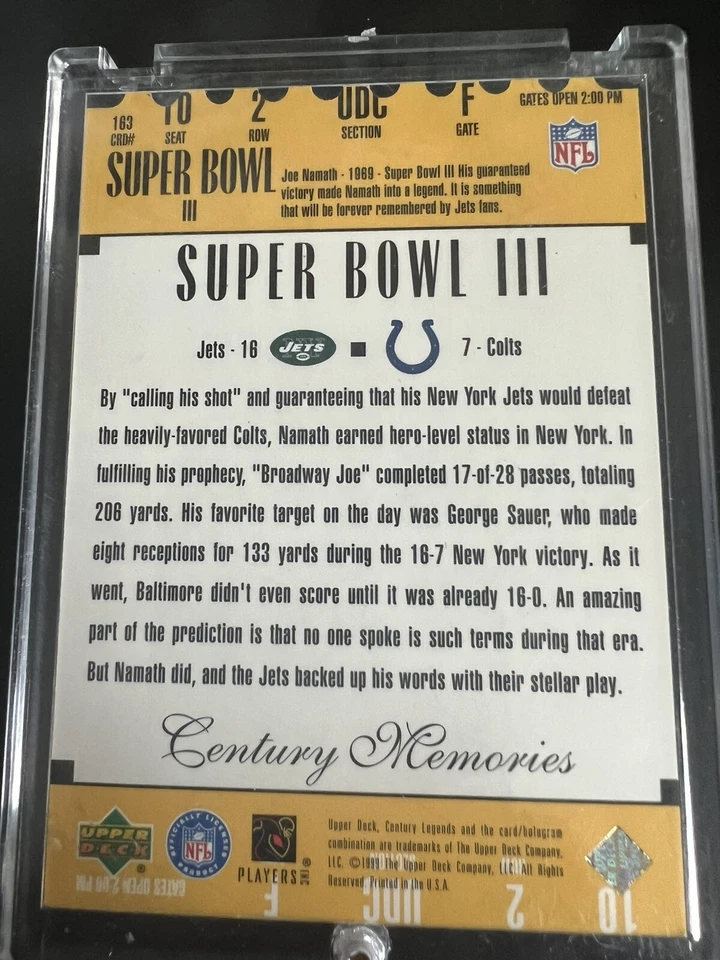 163 10 2 UDC F GATES OPEN 2:00 PM
CRD# SEAT ROW SECTION GATE
NFL
SUPER BOWL
III
Joe Namath - 1969 - Super Bowl III His guaranteed
victory made Namath into a legend. It is something
that will be forever remembered by Jets fans.
SUPER BOWL III
Jets - 16 JETS 7 - Colts
By "calling his shot" and guaranteeing that his New York Jets would defeat
the heavily-favored Colts, Namath earned hero-level status in New York. In
fulfilling his prophecy, "Broadway Joe" completed 17-of-28 passes, totaling
206 yards. His favorite target on the day was George Sauer, who made
eight receptions for 133 yards during the 16-7 New York victory. As it
went, Baltimore didn't even score until it was already 16-0. An amazing
part of the prediction is that no one spoke is such terms during that era.
But Namath did, and the Jets backed up his words with their stellar play.
Century Memories
UPPER
DECK
OFFICIALLY LICENSED
NFL
PLAYERS INC
Upper Deck, Century Legends and the card/hologram
combination are trademarks of The Upper Deck Company,
LLC. © 1999 The Upper Deck Company, LLC. All Rights
Reserved. Printed in the U.S.A.
GATES OPEN 2:00 PM F UDC 2 10